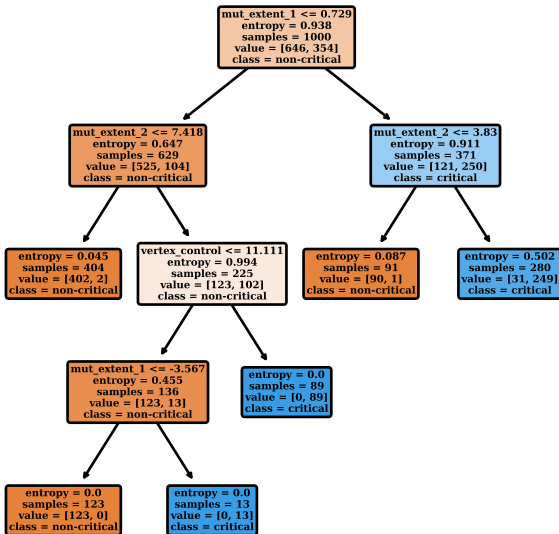 mut_extent_1 <= 0.729
entropy = 0.938
samples = 1000
value = [646, 354]
class = non-critical
mut_extent_2 <= 7.418
entropy = 0.647
samples = 629
value = [525, 104]
class = non-critical
mut_extent_2 <= 3.83
entropy = 0.911
samples = 371
value = [121, 250]
class = critical
entropy = 0.045
samples = 404
value = [402, 2]
class = non-critical
vertex_control <= 11.111
entropy = 0.994
samples = 225
value = [123, 102]
class = non-critical
entropy = 0.087
samples = 91
value = [90, 1]
class = non-critical
entropy = 0.502
samples = 280
value = [31, 249]
class = critical
mut_extent_1 <= -3.567
entropy = 0.455
samples = 136
value = [123, 13]
class = non-critical
entropy = 0.0
samples = 89
value = [0, 89]
class = critical
entropy = 0.0
samples = 123
value = [123, 0]
class = non-critical
entropy = 0.0
samples = 13
value = [0, 13]
class = critical